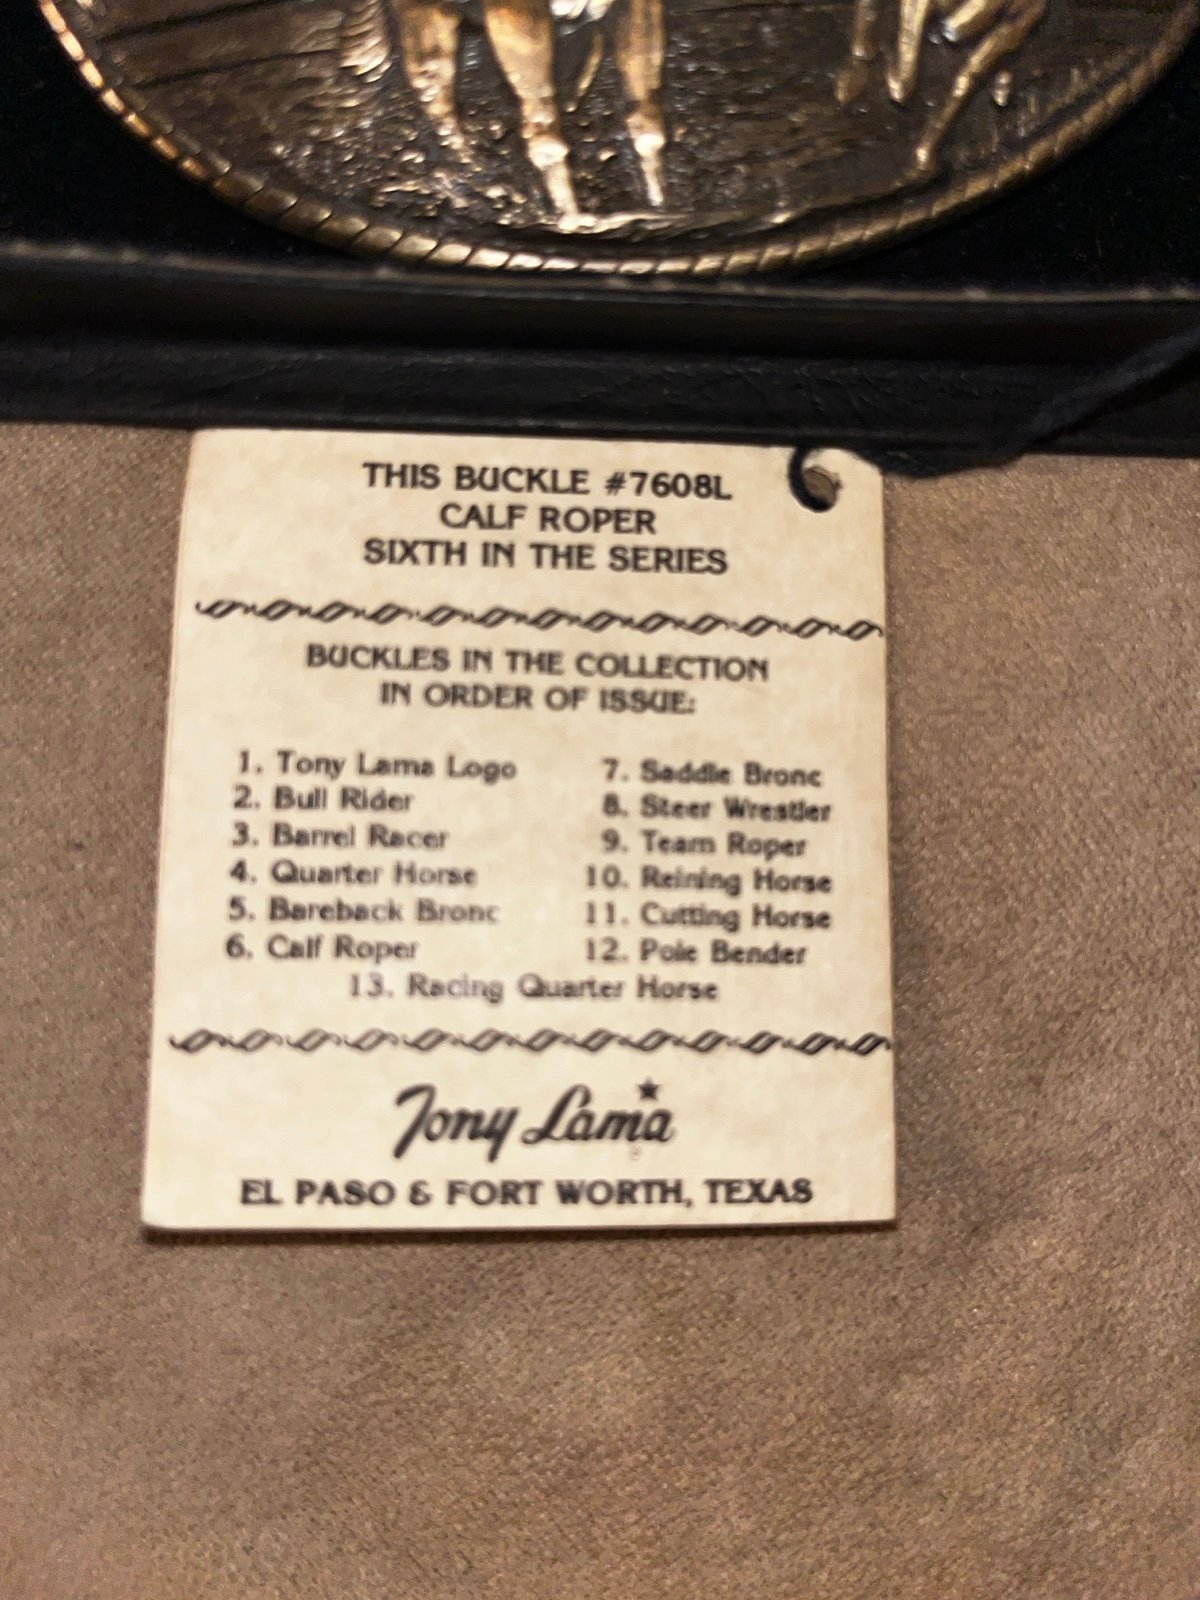 THIS BUCKLE #7608L
CALF ROPER
SIXTH IN THE SERIES
BUCKLES IN THE COLLECTION
IN ORDER OF ISSUE:
1. Tony Lama Logo
2. Bull Rider
3. Barrel Racer
4. Quarter Horse
5. Bareback Bronc
6. Calf Roper
7. Saddle Bronc
8. Steer Wrestler
9. Team Roper
10. Reining Horse
11. Cutting Horse
12. Pole Bender
13. Racing Quarter Horse
Tony Lama
EL PASO & FORT WORTH, TEXAS